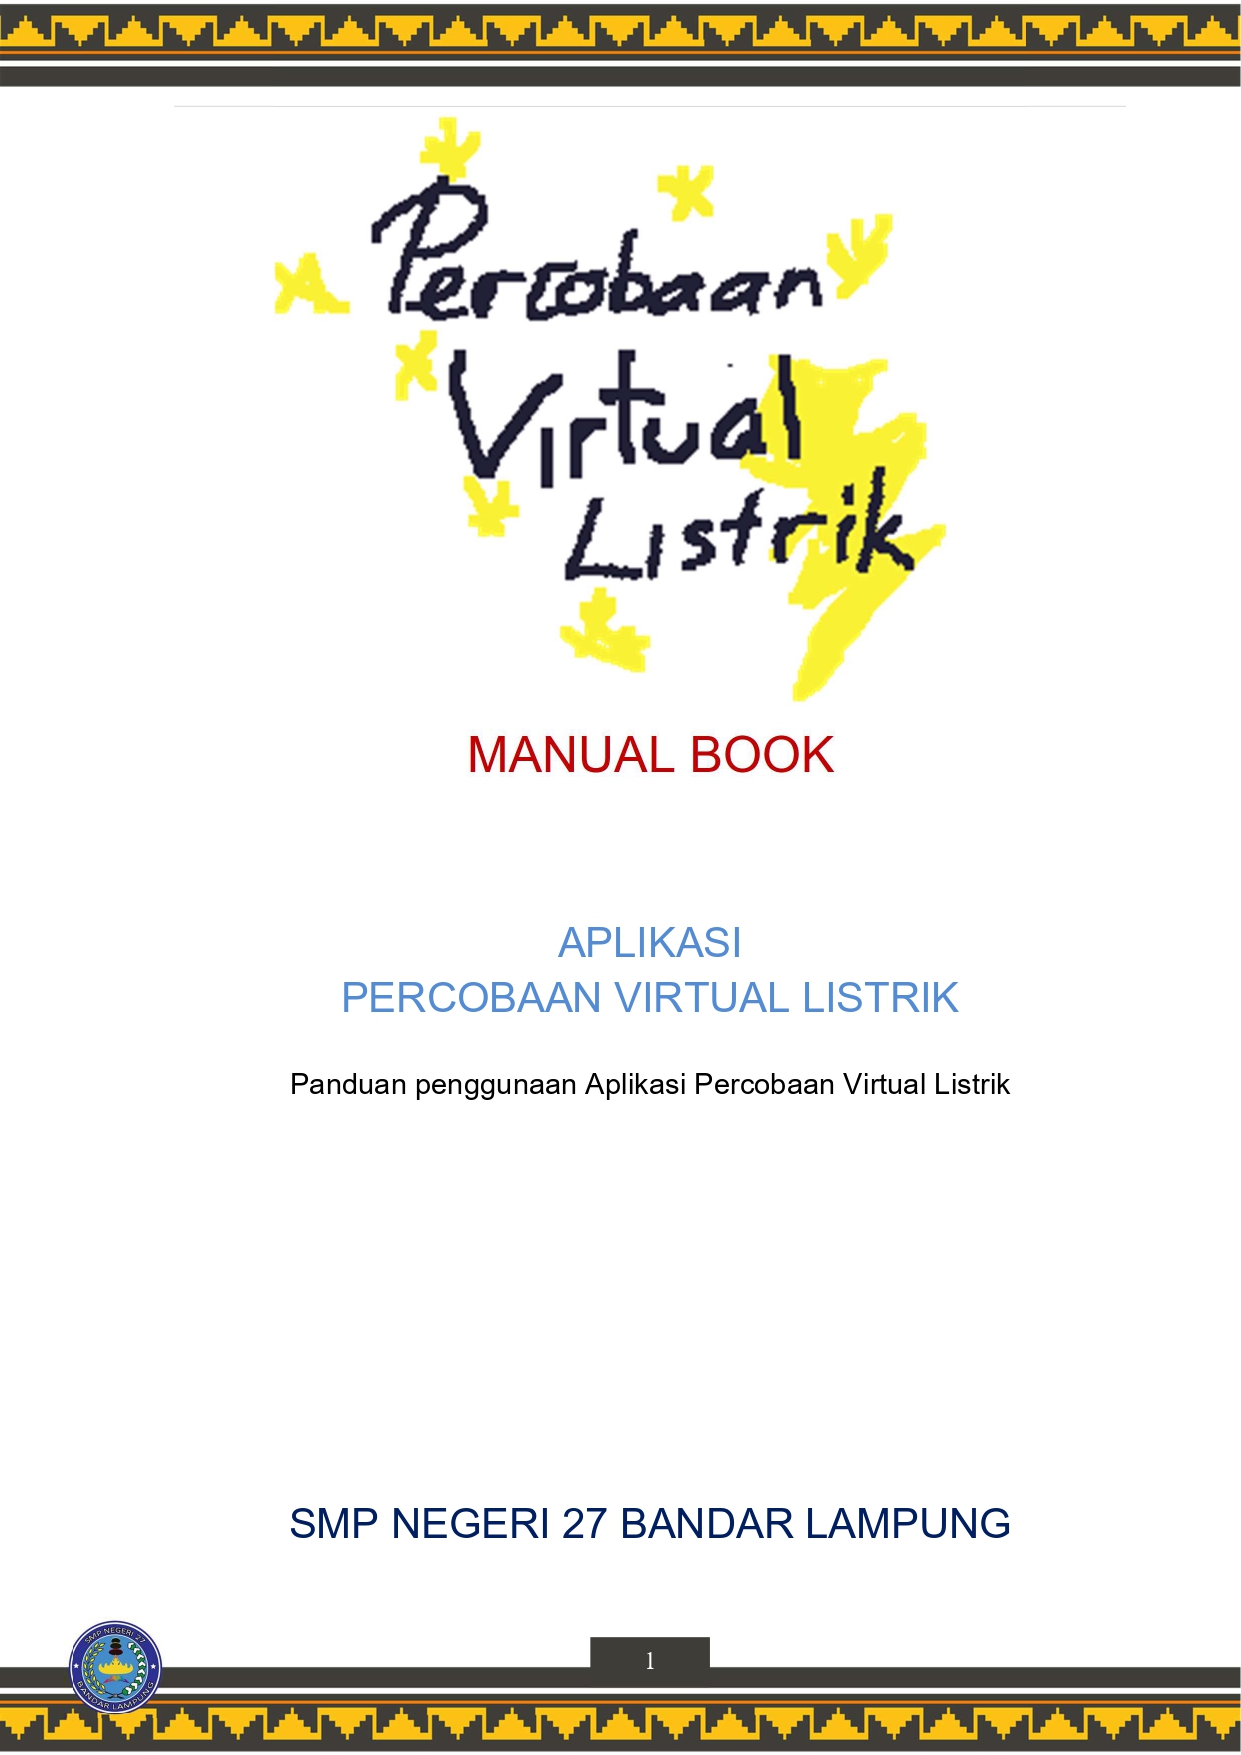 Percobaan
Virtual
Listrik
MANUAL BOOK
APLIKASI
PERCOBAAN VIRTUAL LISTRIK
Panduan penggunaan Aplikasi Percobaan Virtual Listrik
SMP NEGERI 27 BANDAR LAMPUNG
SMP NEGERI 27
BANDAR LAMPUNG
1